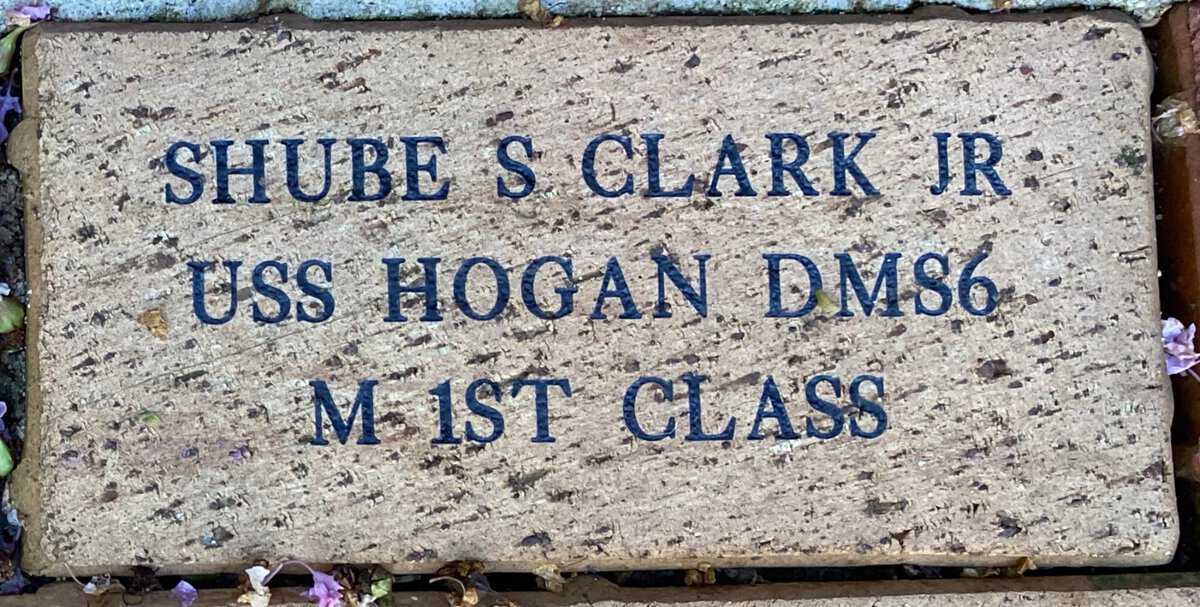 SHUBE S CLARK JR
USS HOGAN DMS6
M 1ST CLASS